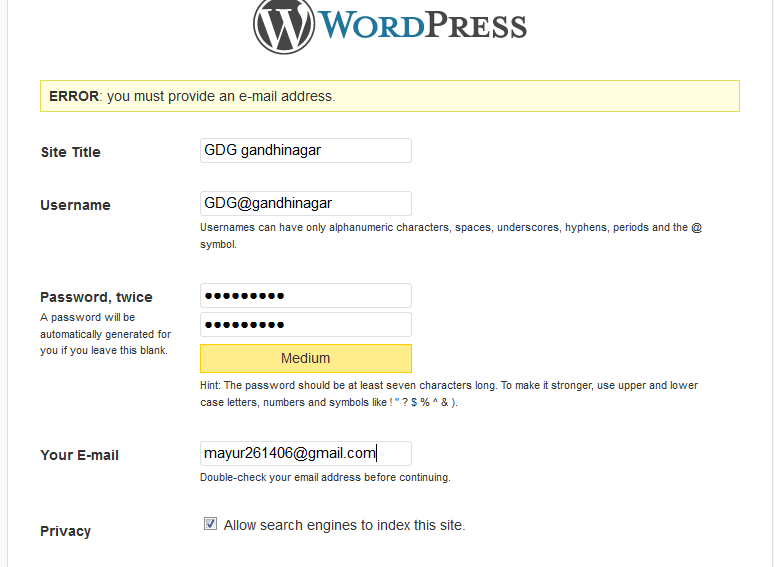 WORDPRESS
ERROR: you must provide an e-mail address.
Site Title
GDG gandhinagar
Username
GDG@gandhinagar
Usernames can have only alphanumeric characters, spaces, underscores, hyphens, periods and the @
symbol.
Password, twice
A password will be
automatically generated for
you if you leave this blank.
●●●●●●●●●
●●●●●●●●●
Medium
Hint: The password should be at least seven characters long. To make it stronger, use upper and lower
case letters, numbers and symbols like ! " ? $ % ^ & ).
Your E-mail
mayur261406@gmail.com
Double-check your email address before continuing.
Privacy
Allow search engines to index this site.